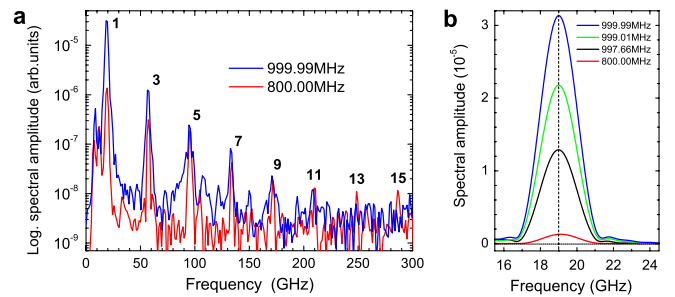 a
Log. spectral amplitude (arb.units)
10^-5
10^-6
10^-7
10^-8
10^-9
1
3
5
7
9
11
13
15
999.99MHz
800.00MHz
0 50 100 150 200 250 300
Frequency (GHz)
b
Spectral amplitude (10^-5)
3
2
1
0
999.99MHz
999.01MHz
997.66MHz
800.00MHz
16 18 20 22 24
Frequency (GHz)